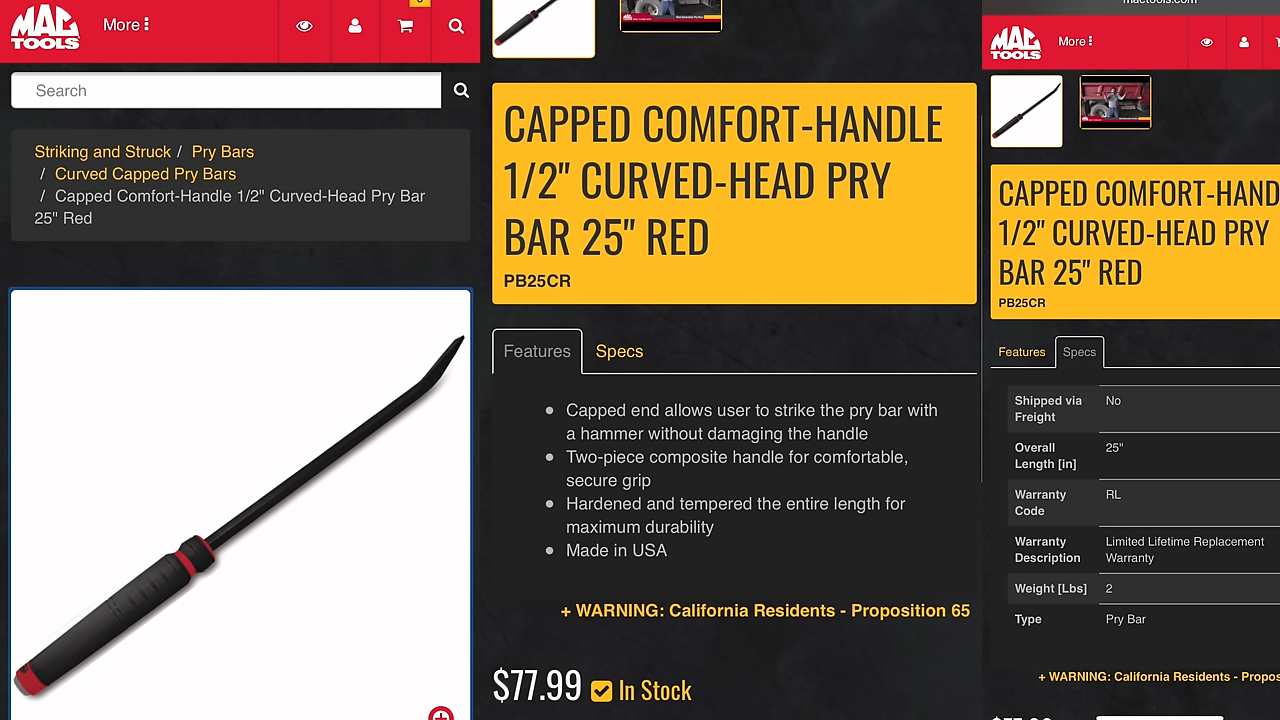 MAC
TOOLS
More
Search
Striking and Struck / Pry Bars
/ Curved Capped Pry Bars
/ Capped Comfort-Handle 1/2" Curved-Head Pry Bar
25" Red
CAPPED COMFORT-HANDLE
1/2" CURVED-HEAD PRY
BAR 25" RED
PB25CR
Features Specs
Capped end allows user to strike the pry bar with
a hammer without damaging the handle
Two-piece composite handle for comfortable,
secure grip
Hardened and tempered the entire length for
maximum durability
Made in USA
+ WARNING: California Residents - Proposition 65
$77.99 In Stock
mactools.com
MAC
TOOLS
More
CAPPED COMFORT-HAND
1/2" CURVED-HEAD PRY
BAR 25" RED
PB25CR
Features Specs
Shipped via No
Freight
Overall 25"
Length [in]
Warranty RL
Code
Warranty Limited Lifetime Replacement
Description Warranty
Weight [Lbs] 2
Type Pry Bar
+ WARNING: California Residents - Propos